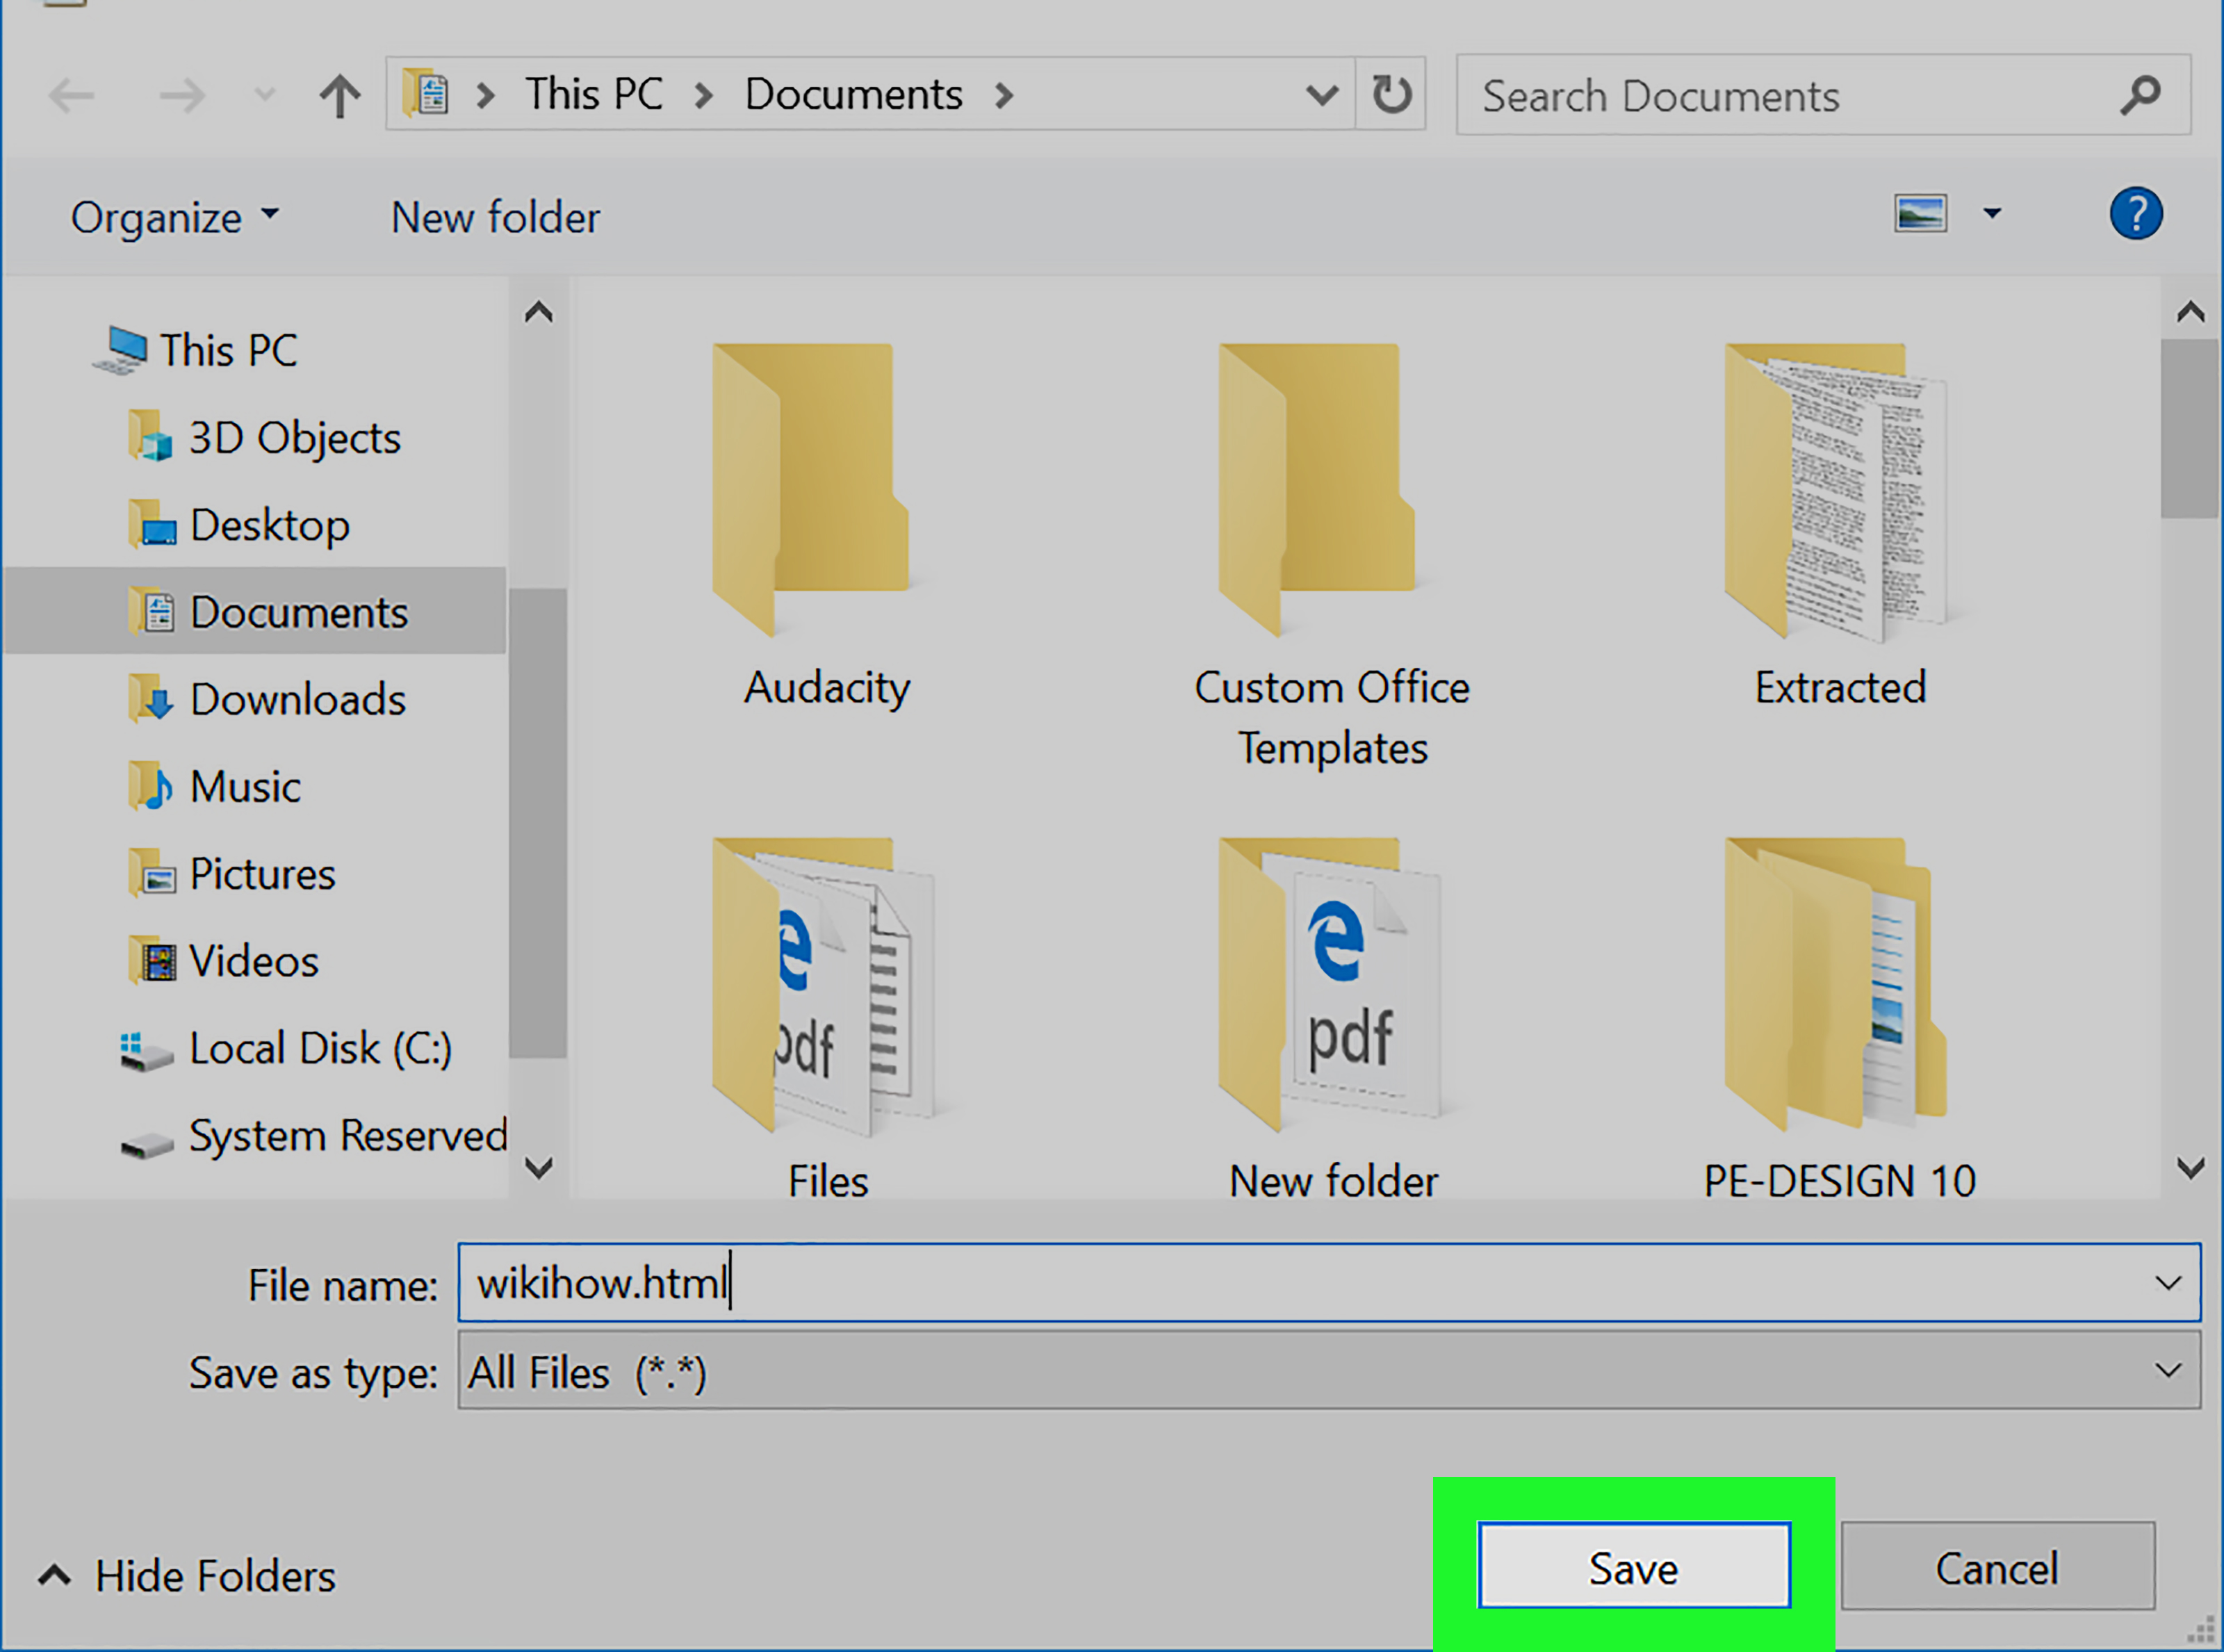 This PC
Documents
Search Documents
Organize
New folder
?
This PC
3D Objects
Desktop
Documents
Downloads
Music
Pictures
Videos
Local Disk (C:)
System Reserved
Audacity
Custom Office
Templates
Extracted
pdf
pdf
Files
New folder
PE-DESIGN 10
File name: wikihow.html
Save as type: All Files (*.*)
Hide Folders
Save
Cancel